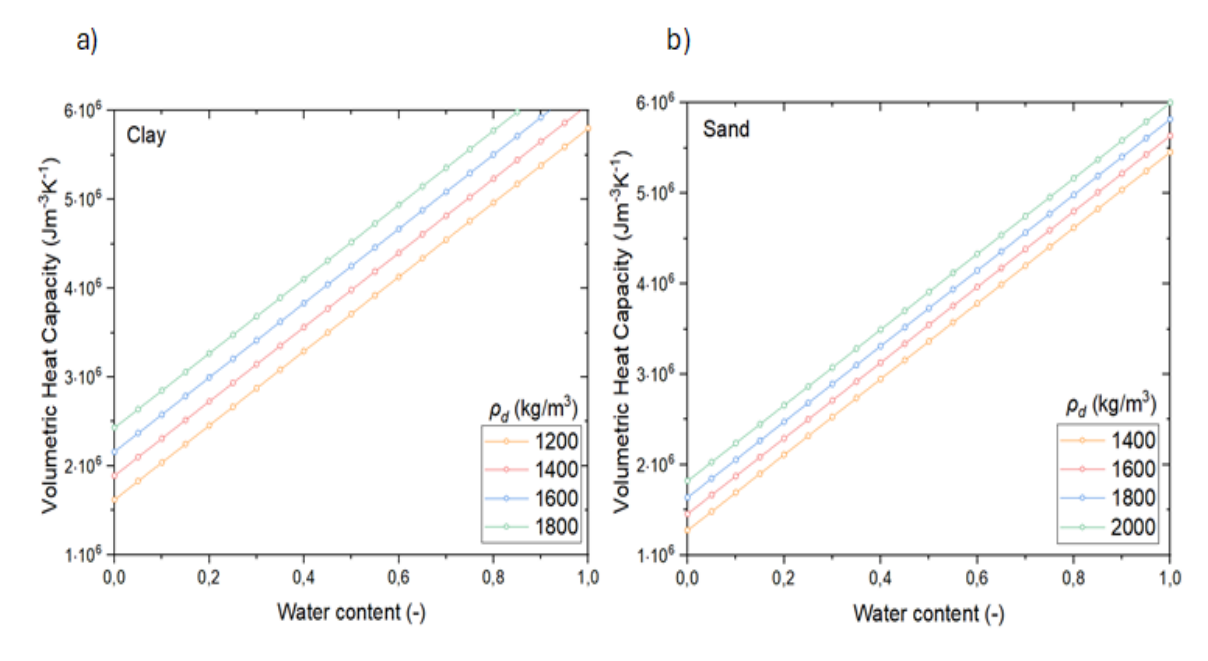 a)
Clay
Volumetric Heat Capacity (Jm-3K-1)
6·10⁶
5·10⁶
4·10⁶
3·10⁶
2·10⁶
1·10⁶
ρd (kg/m³)
1200
1400
1600
1800
0,0 0,2 0,4 0,6 0,8 1,0
Water content (-)
b)
Sand
Volumetric Heat Capacity (Jm-3K-1)
6·10⁶
5·10⁶
4·10⁶
3·10⁶
2·10⁶
1·10⁶
ρd (kg/m³)
1400
1600
1800
2000
0,0 0,2 0,4 0,6 0,8 1,0
Water content (-)